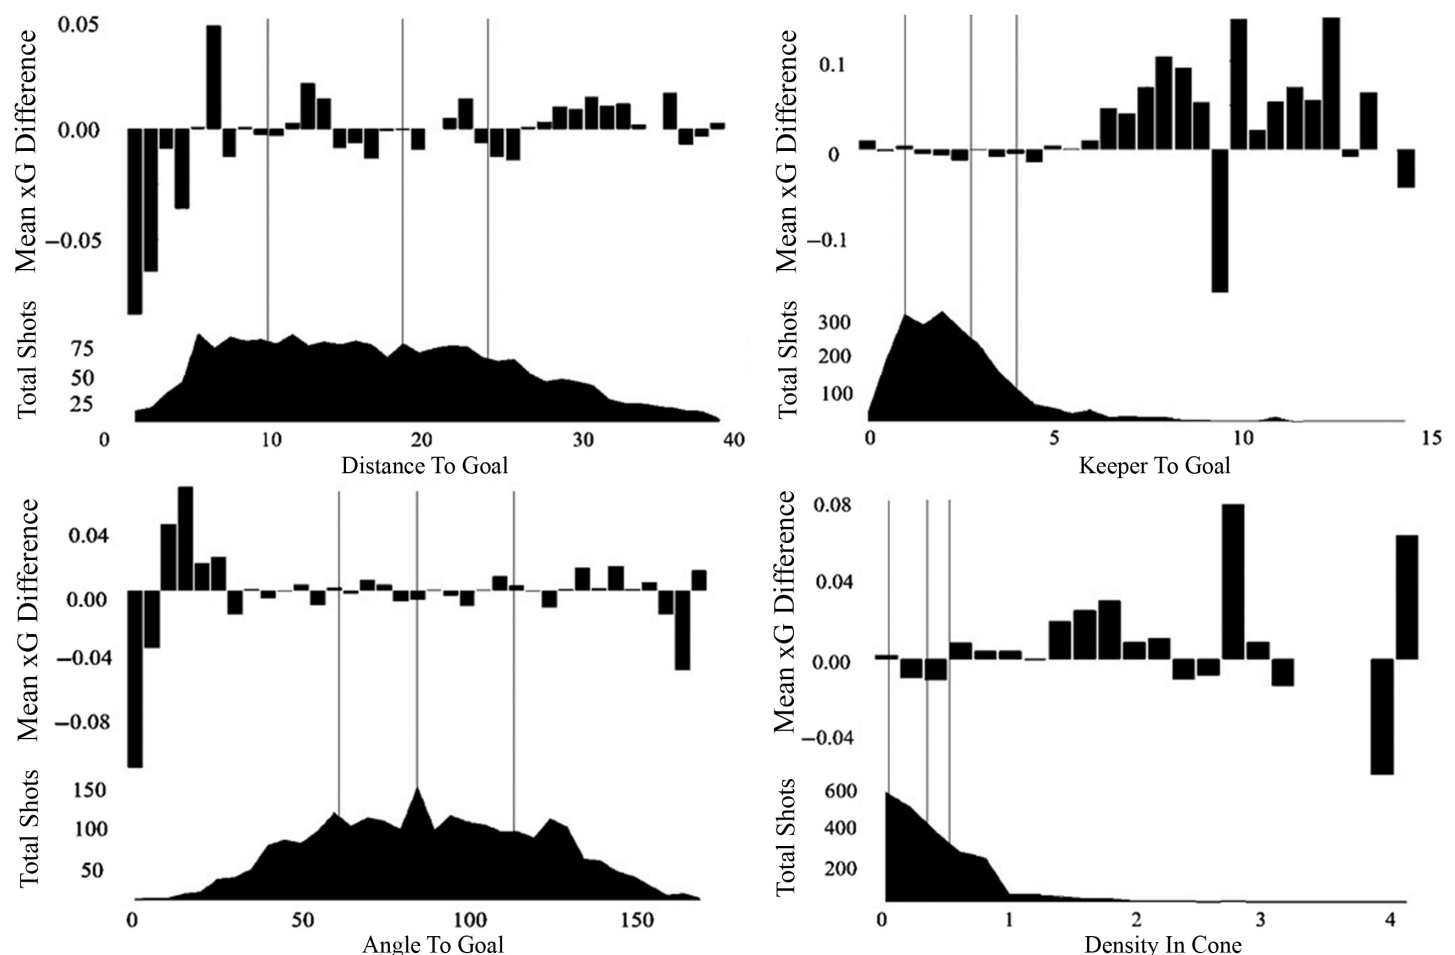 0.05
0.00
−0.05
Mean xG Difference
75
50
25
Total Shots
0 10 20 30 40
Distance To Goal
0.1
0
−0.1
Mean xG Difference
300
200
100
Total Shots
0 5 10 15
Keeper To Goal
0.04
0.00
−0.04
−0.08
Mean xG Difference
150
100
50
Total Shots
0 50 100 150
Angle To Goal
0.08
0.04
0.00
−0.04
Mean xG Difference
600
400
200
Total Shots
0 1 2 3 4
Density In Cone